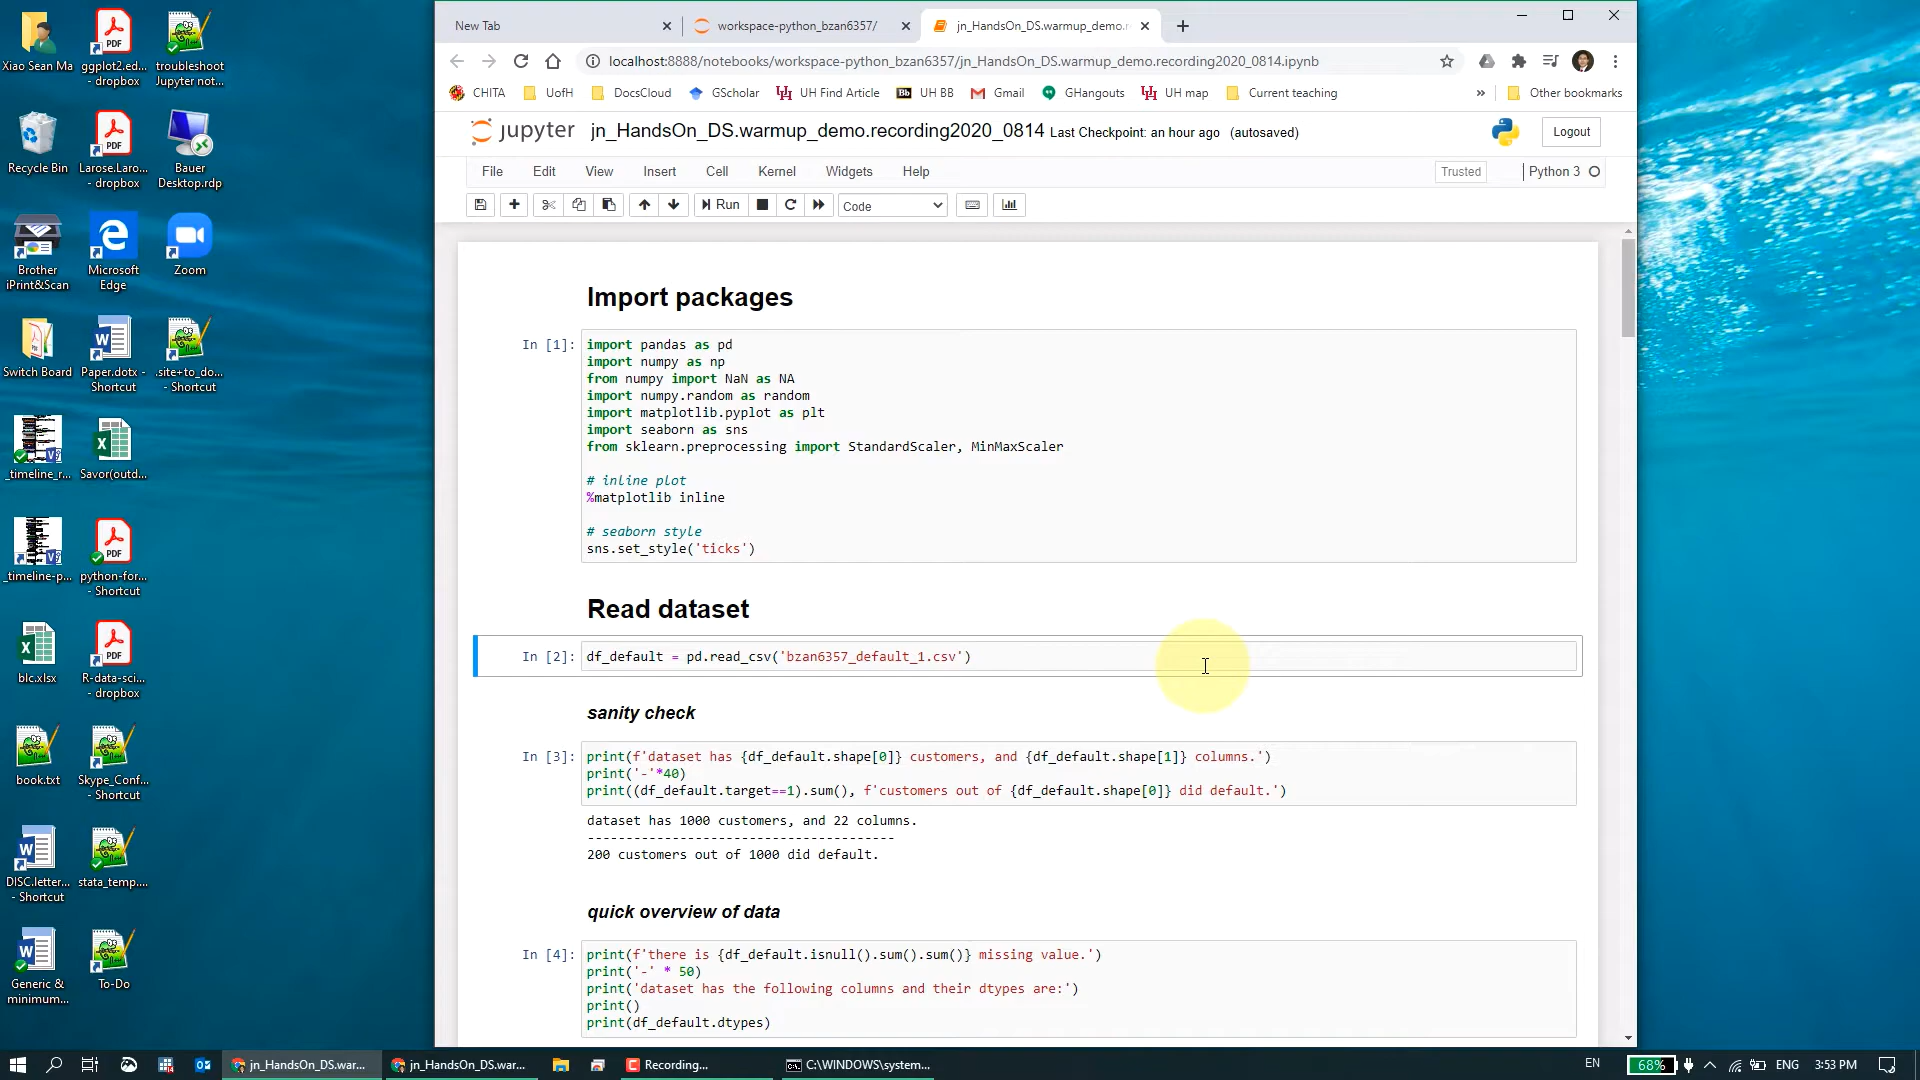 Xiao Sean Ma
ggplot2.ed...
- dropbox
troubleshoot
Jupyter not...
Recycle Bin
Larose.Laro...
- dropbox
Bauer
Desktop.rdp
Brother
iPrint&Scan
Microsoft
Edge
Zoom
Switch Board
Paper.dotx -
Shortcut
.site+to_do...
- Shortcut
_timeline_r...
Savor(outd...
_timeline-p...
python-for...
- Shortcut
blc.xlsx
R-data-sci...
- dropbox
book.txt
Skype_Conf...
- Shortcut
DISC.letter...
- Shortcut
stata_temp....
Generic &
minimum...
To-Do
New Tab
workspace-python_bzan6357/
jn_HandsOn_DS.warmup_demo.r
localhost:8888/notebooks/workspace-python_bzan6357/jn_HandsOn_DS.warmup_demo.recording2020_0814.ipynb
CHITA
UofH
DocsCloud
GScholar
UH Find Article
Bb
UH BB
Gmail
GHangouts
UH map
Current teaching
»
Other bookmarks
jupyter
jn_HandsOn_DS.warmup_demo.recording2020_0814 Last Checkpoint: an hour ago (autosaved)
Logout
File
Edit
View
Insert
Cell
Kernel
Widgets
Help
Trusted
Python 3
Run
Code
Import packages
In [1]:
import pandas as pd
import numpy as np
from numpy import NaN as NA
import numpy.random as random
import matplotlib.pyplot as plt
import seaborn as sns
from sklearn.preprocessing import StandardScaler, MinMaxScaler
# inline plot
%matplotlib inline
# seaborn style
sns.set_style('ticks')
Read dataset
In [2]:
df_default = pd.read_csv('bzan6357_default_1.csv')
sanity check
In [3]:
print(f'dataset has {df_default.shape[0]} customers, and {df_default.shape[1]} columns.')
print('-'*40)
print((df_default.target==1).sum(), f'customers out of {df_default.shape[0]} did default.')
dataset has 1000 customers, and 22 columns.
----------------------------------------
200 customers out of 1000 did default.
quick overview of data
In [4]:
print(f'there is {df_default.isnull().sum().sum()} missing value.')
print('-' * 50)
print('dataset has the following columns and their dtypes are:')
print()
print(df_default.dtypes)
jn_HandsOn_DS.war...
jn_HandsOn_DS.war...
Recording...
C:\WINDOWS\system...
EN
68%
ENG
3:53 PM